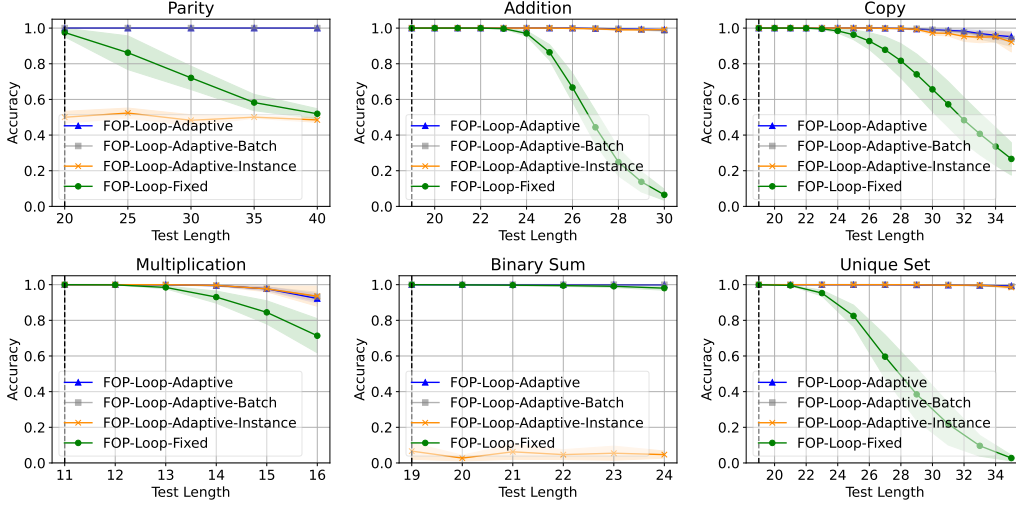 Parity
Accuracy
1.0
0.8
0.6
0.4
0.2
0.0
FOP-Loop-Adaptive
FOP-Loop-Adaptive-Batch
FOP-Loop-Adaptive-Instance
FOP-Loop-Fixed
20 25 30 35 40
Test Length
Addition
Accuracy
1.0
0.8
0.6
0.4
0.2
0.0
FOP-Loop-Adaptive
FOP-Loop-Adaptive-Batch
FOP-Loop-Adaptive-Instance
FOP-Loop-Fixed
20 22 24 26 28 30
Test Length
Copy
Accuracy
1.0
0.8
0.6
0.4
0.2
0.0
FOP-Loop-Adaptive
FOP-Loop-Adaptive-Batch
FOP-Loop-Adaptive-Instance
FOP-Loop-Fixed
20 22 24 26 28 30 32 34
Test Length
Multiplication
Accuracy
1.0
0.8
0.6
0.4
0.2
0.0
FOP-Loop-Adaptive
FOP-Loop-Adaptive-Batch
FOP-Loop-Adaptive-Instance
FOP-Loop-Fixed
11 12 13 14 15 16
Test Length
Binary Sum
Accuracy
1.0
0.8
0.6
0.4
0.2
0.0
FOP-Loop-Adaptive
FOP-Loop-Adaptive-Batch
FOP-Loop-Adaptive-Instance
FOP-Loop-Fixed
19 20 21 22 23 24
Test Length
Unique Set
Accuracy
1.0
0.8
0.6
0.4
0.2
0.0
FOP-Loop-Adaptive
FOP-Loop-Adaptive-Batch
FOP-Loop-Adaptive-Instance
FOP-Loop-Fixed
20 22 24 26 28 30 32 34
Test Length